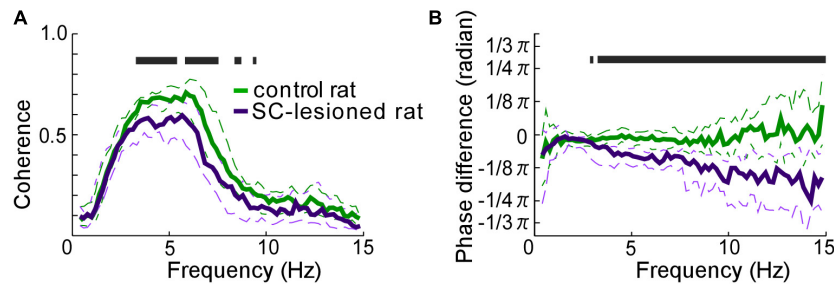 A
1.0
0.5
0
5
10
15
Coherence
Frequency (Hz)
control rat
SC-lesioned rat
B
1/3 π
1/4 π
1/8 π
0
-1/8 π
-1/4 π
-1/3 π
0
5
10
15
Phase difference (radian)
Frequency (Hz)